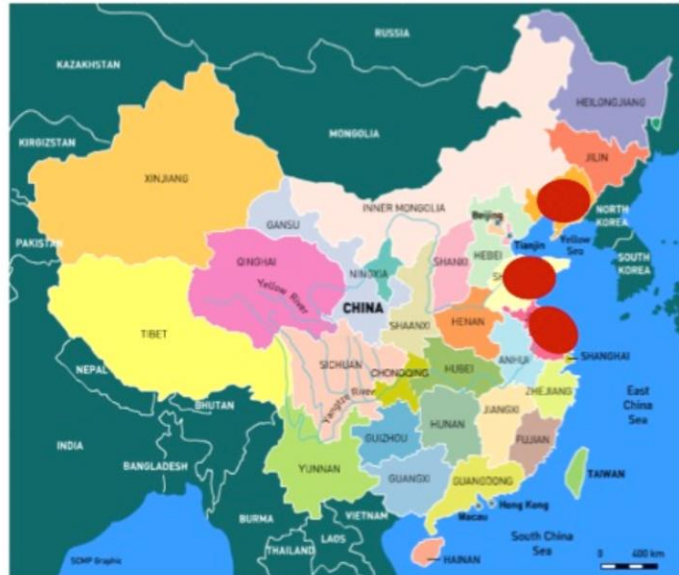 RUSSIA
KAZAKHSTAN
HEILONGJIANG
MONGOLIA
KIRGIZSTAN
JILIN
XINJIANG
INNER MONGOLIA
Beijing
NORTH
KOREA
GANSU
Tianjin
Yellow
Sea
PAKISTAN
HEBEI
SHANXI
SOUTH
KOREA
QINGHAI
NINGXIA
Yellow River
CHINA
HENAN
SHAANXI
TIBET
SHANGHAI
ANHUI
SICHUAN
HUBEI
CHONGQING
NEPAL
ZHEJIANG
Yangtzy River
East
China
Sea
BHUTAN
JIANGXI
HUNAN
GUIZHOU
FUJIAN
INDIA
BANGLADESH
YUNNAN
TAIWAN
GUANGXI
GUANGDONG
Hong Kong
Macau
BURMA
VIETNAM
LAOS
South China
Sea
THAILAND
HAINAN
SCMP Graphic
0 400 km